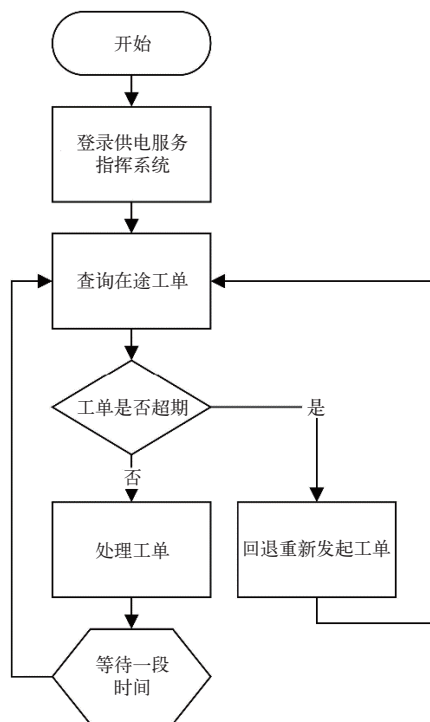 开始
登录供电服务
指挥系统
查询在途工单
工单是否超期
是
否
处理工单
回退重新发起工单
等待一段
时间